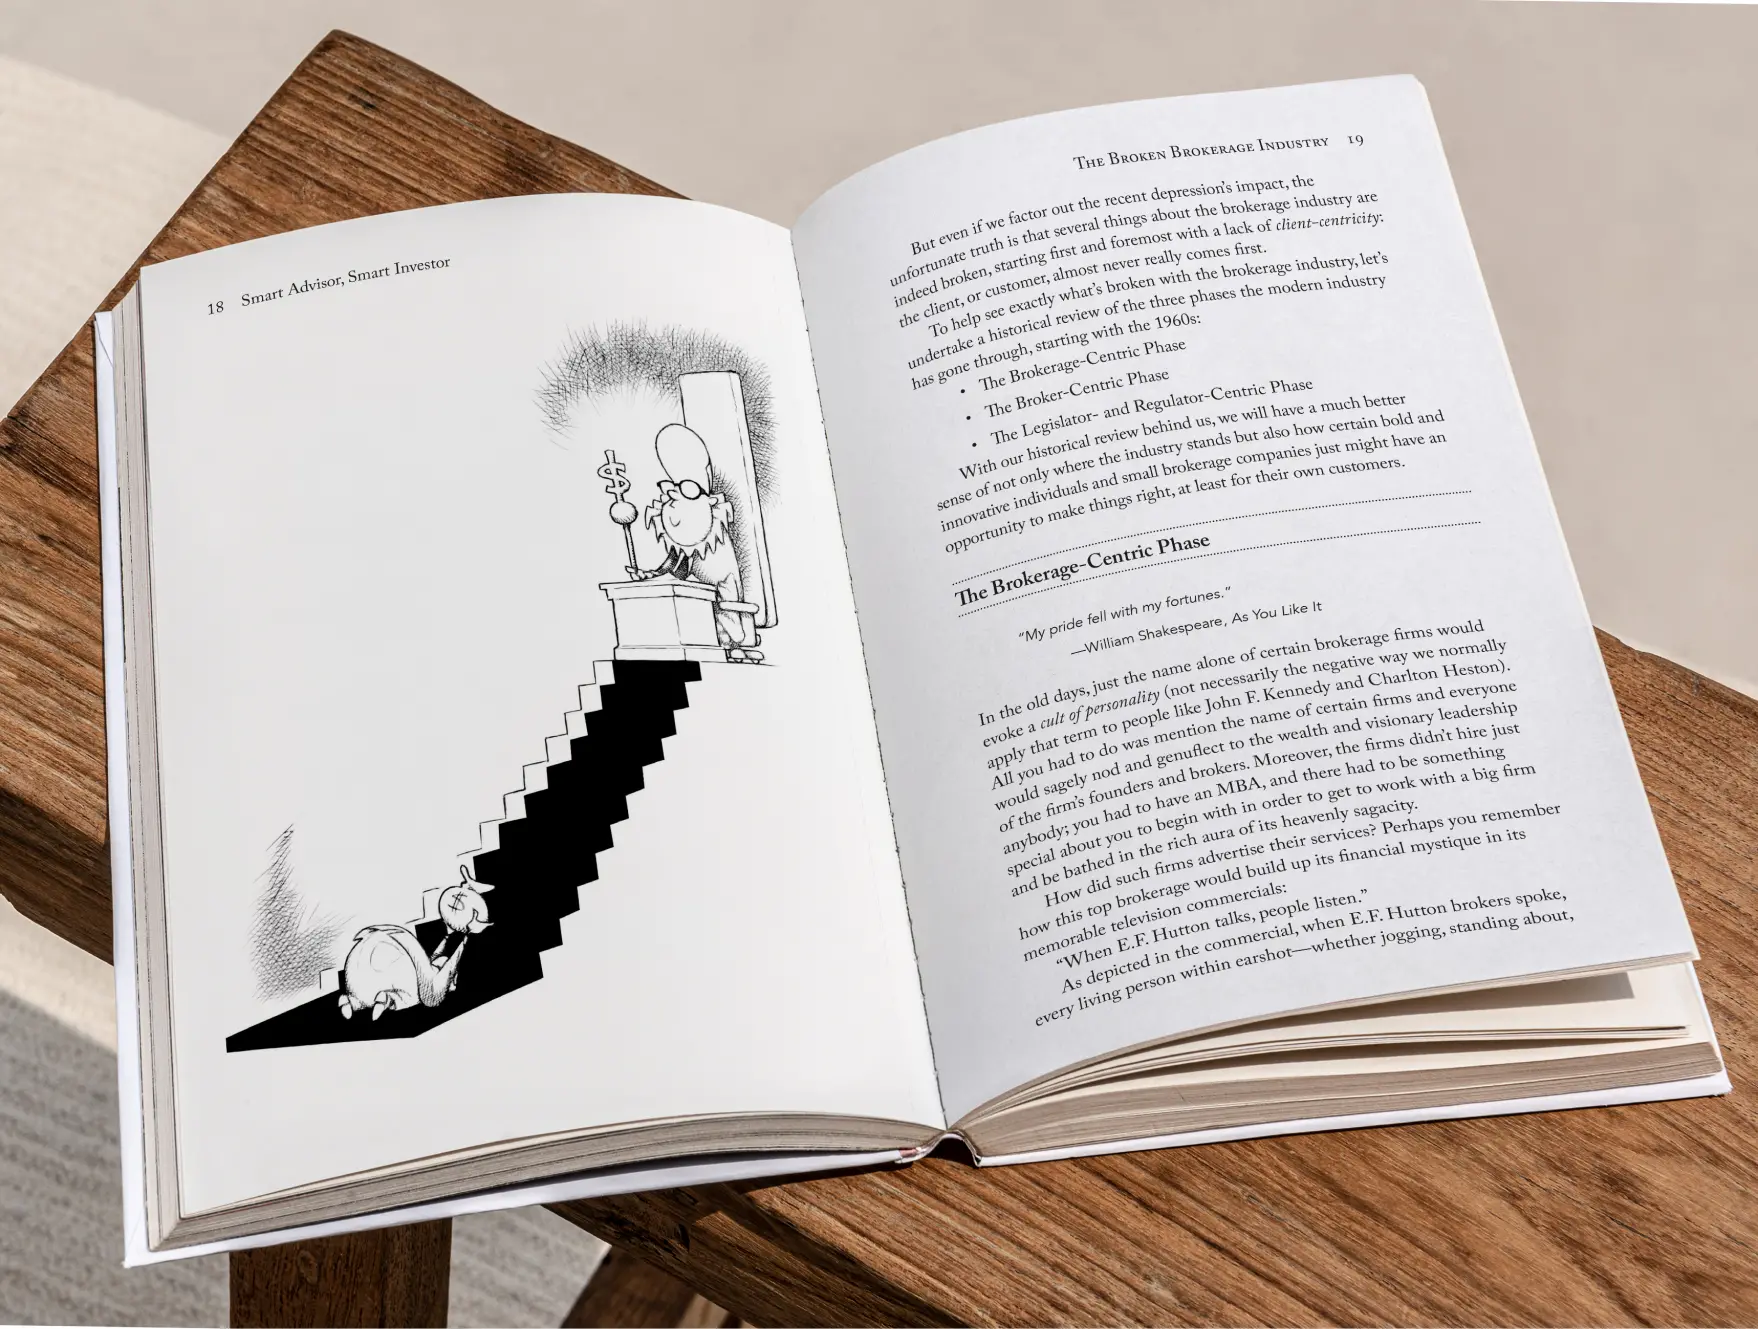 18 Smart Advisor, Smart Investor
$
$
The Broken Brokerage Industry 19
But even if we factor out the recent depression's impact, the
unfortunate truth is that several things about the brokerage industry are
indeed broken, starting first and foremost with a lack of client-centricity:
the client, or customer, almost never really comes first.
To help see exactly what's broken with the brokerage industry, let's
undertake a historical review of the three phases the modern industry
has gone through, starting with the 1960s:
• The Brokerage-Centric Phase
• The Broker-Centric Phase
• The Legislator- and Regulator-Centric Phase
With our historical review behind us, we will have a much better
sense of not only where the industry stands but also how certain bold and
innovative individuals and small brokerage companies just might have an
opportunity to make things right, at least for their own customers.
The Brokerage-Centric Phase
“My pride fell with my fortunes.”
—William Shakespeare, As You Like It
In the old days, just the name alone of certain brokerage firms would
evoke a cult of personality (not necessarily the negative way we normally
apply that term to people like John F. Kennedy and Charlton Heston).
All you had to do was mention the name of certain firms and everyone
would sagely nod and genuflect to the wealth and visionary leadership
of the firm's founders and brokers. Moreover, the firms didn't hire just
anybody; you had to have an MBA, and there had to be something
special about you to begin with in order to get to work with a big firm
and be bathed in the rich aura of its heavenly sagacity.
How did such firms advertise their services? Perhaps you remember
how this top brokerage would build up its financial mystique in its
memorable television commercials:
“When E.F. Hutton talks, people listen.”
As depicted in the commercial, when E.F. Hutton brokers spoke,
every living person within earshot—whether jogging, standing about,